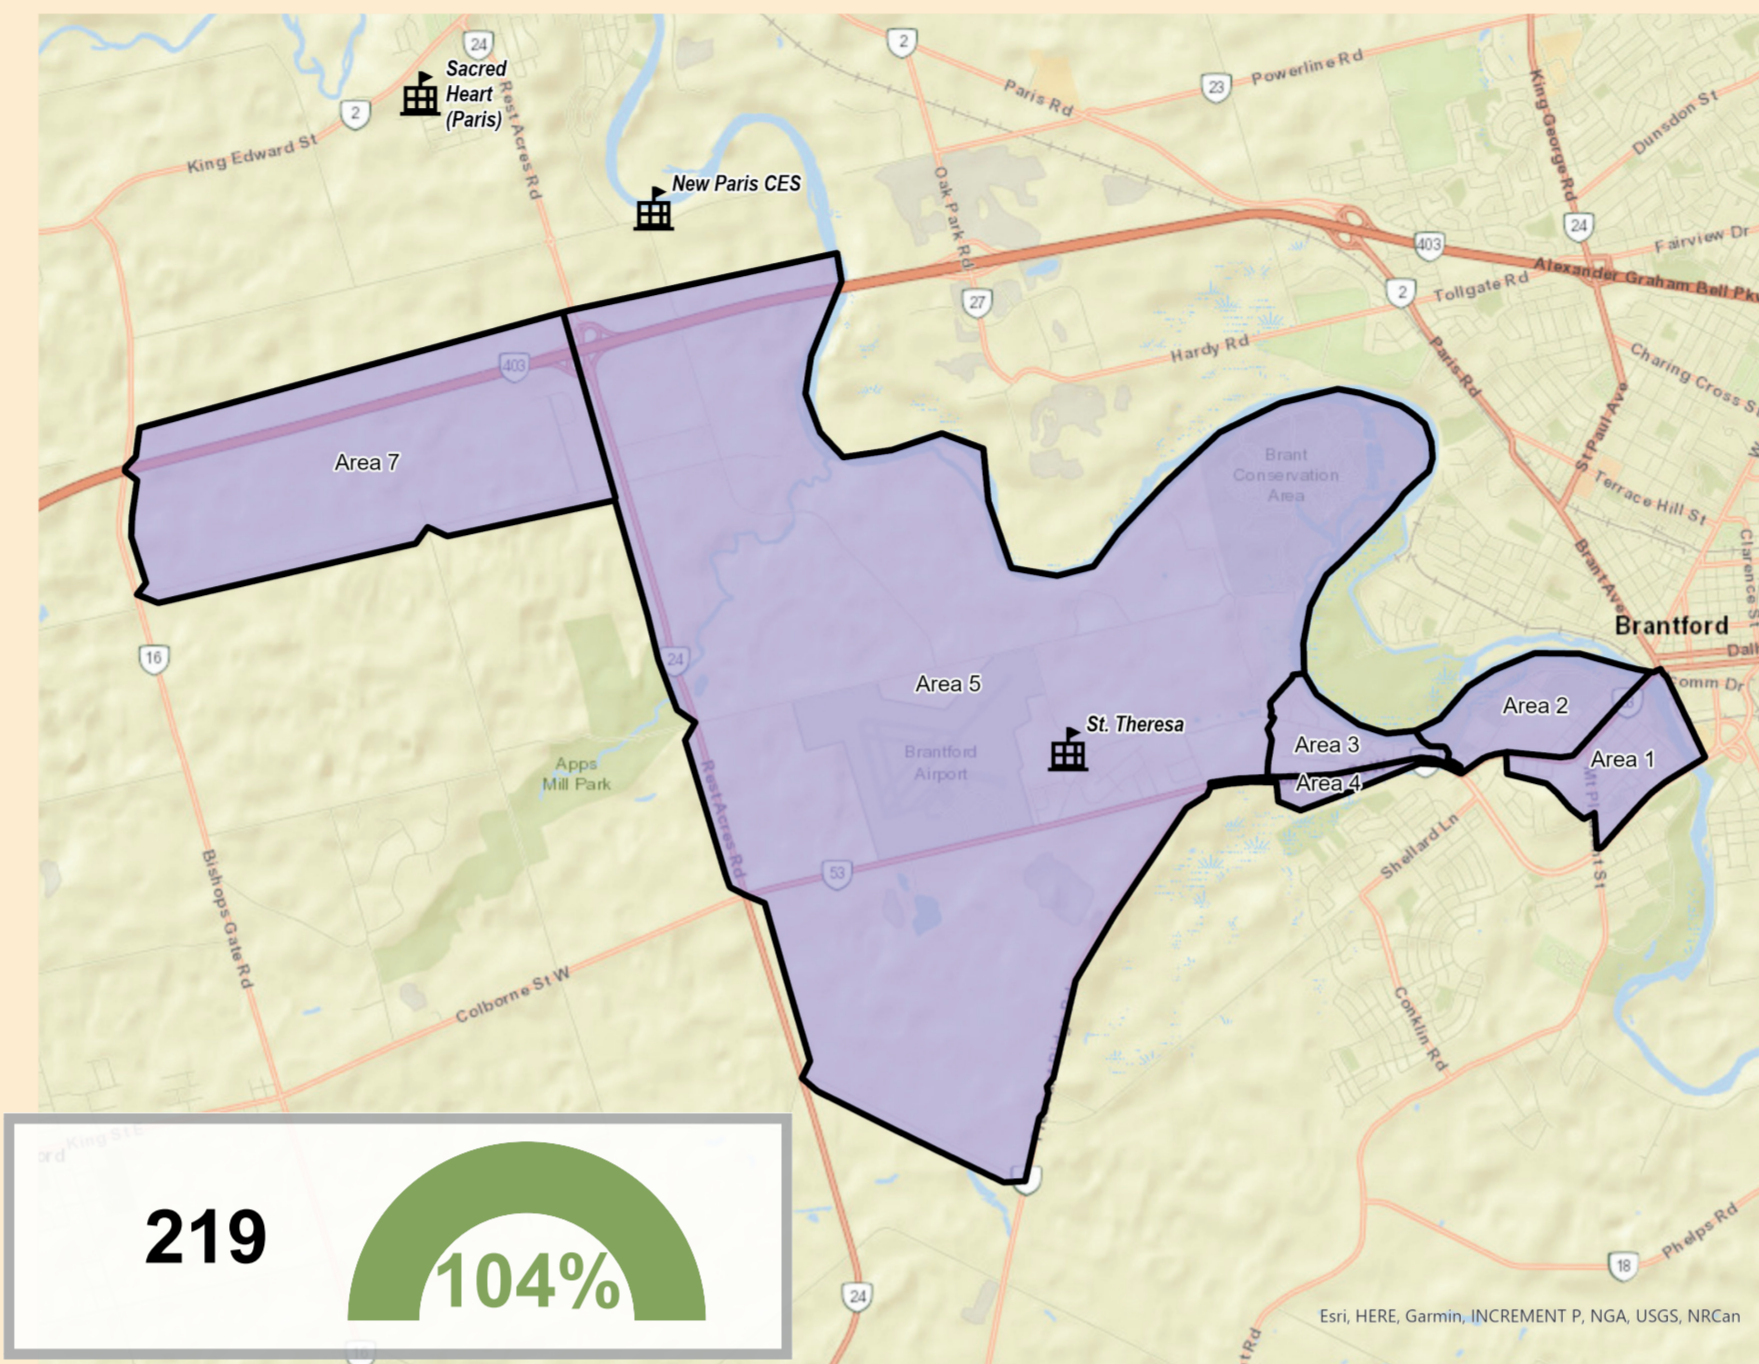 24
Sacred
Heart
(Paris)
2
King Edward St
Rest Acres Rd
New Paris CES
2
Paris Rd
23
Powerline Rd
King George Rd
Dunsdon St
Oak Park Rd
27
24
Fairview Dr
403
Alexander Graham Bell Pk
2
Tollgate Rd
Hardy Rd
Paris Rd
Charing Cross S
St Paul Ave
Terrace Hill St
Clarence St
Brant Ave
Brantford
Comm Dr
403
Area 7
Brant
Conservation
Area
16
24
Area 5
St. Theresa
Brantford
Airport
Area 2
Area 3
Area 4
Area 1
Apps
Mill Park
Rest Acres Rd
53
Shellard Ln
Bishops Gate Rd
Colborne St W
Conklin Rd
King St E
219
104%
24
18
Phelps Rd
Esri, HERE, Garmin, INCREMENT P, NGA, USGS, NRCan